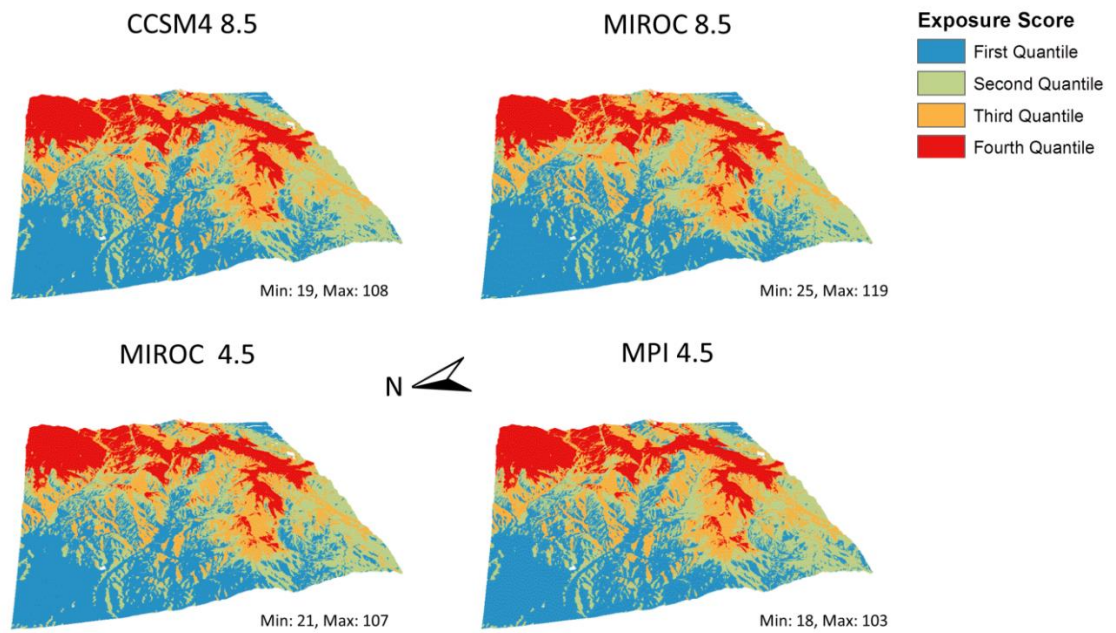 CCSM4 8.5
MIROC 8.5
Exposure Score
First Quantile
Second Quantile
Third Quantile
Fourth Quantile
Min: 19, Max: 108
Min: 25, Max: 119
MIROC  4.5
MPI 4.5
N
Min: 21, Max: 107
Min: 18, Max: 103